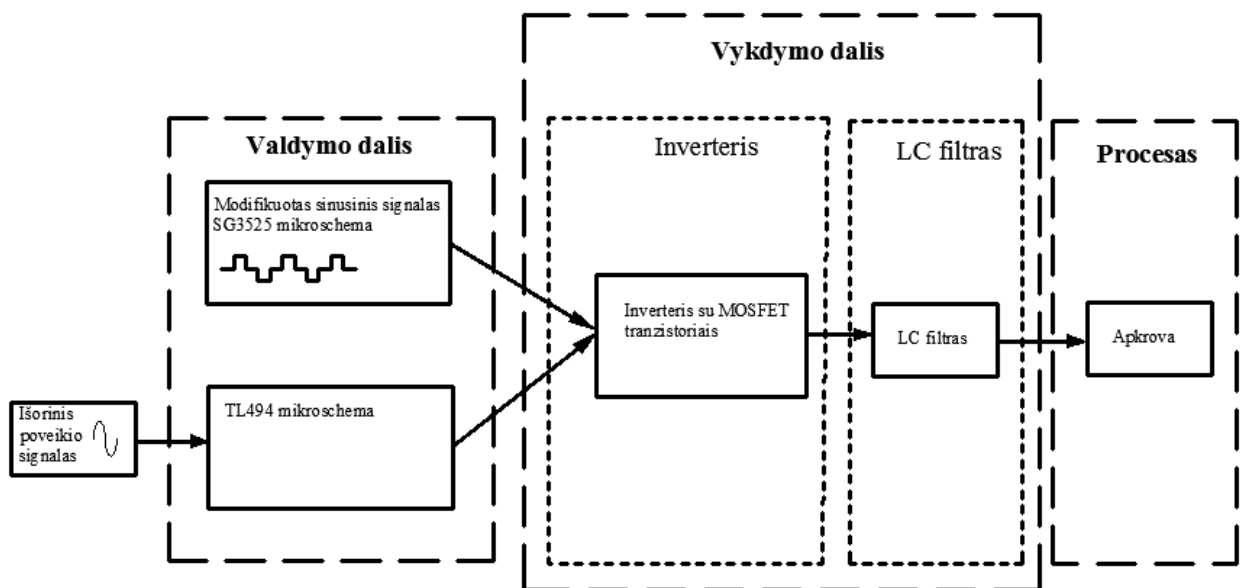 Vykdymo dalis
Valdymo dalis
Inverteris
LC filtras
Procesas
Modifikuotas sinusinis signalas
SG3525 mikroschema
Inverteris su MOSFET
tranzistoriais
LC filtras
Apkrova
TL494 mikroschema
Išorinis
poveikio
signalas